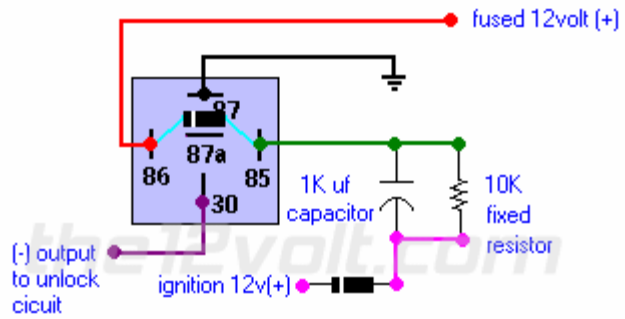 fused 12volt (+)
87
87a
86
85
30
1K uf
capacitor
10K
fixed
resistor
the12volt.com
(-) output
to unlock
cicuit
ignition 12v(+)